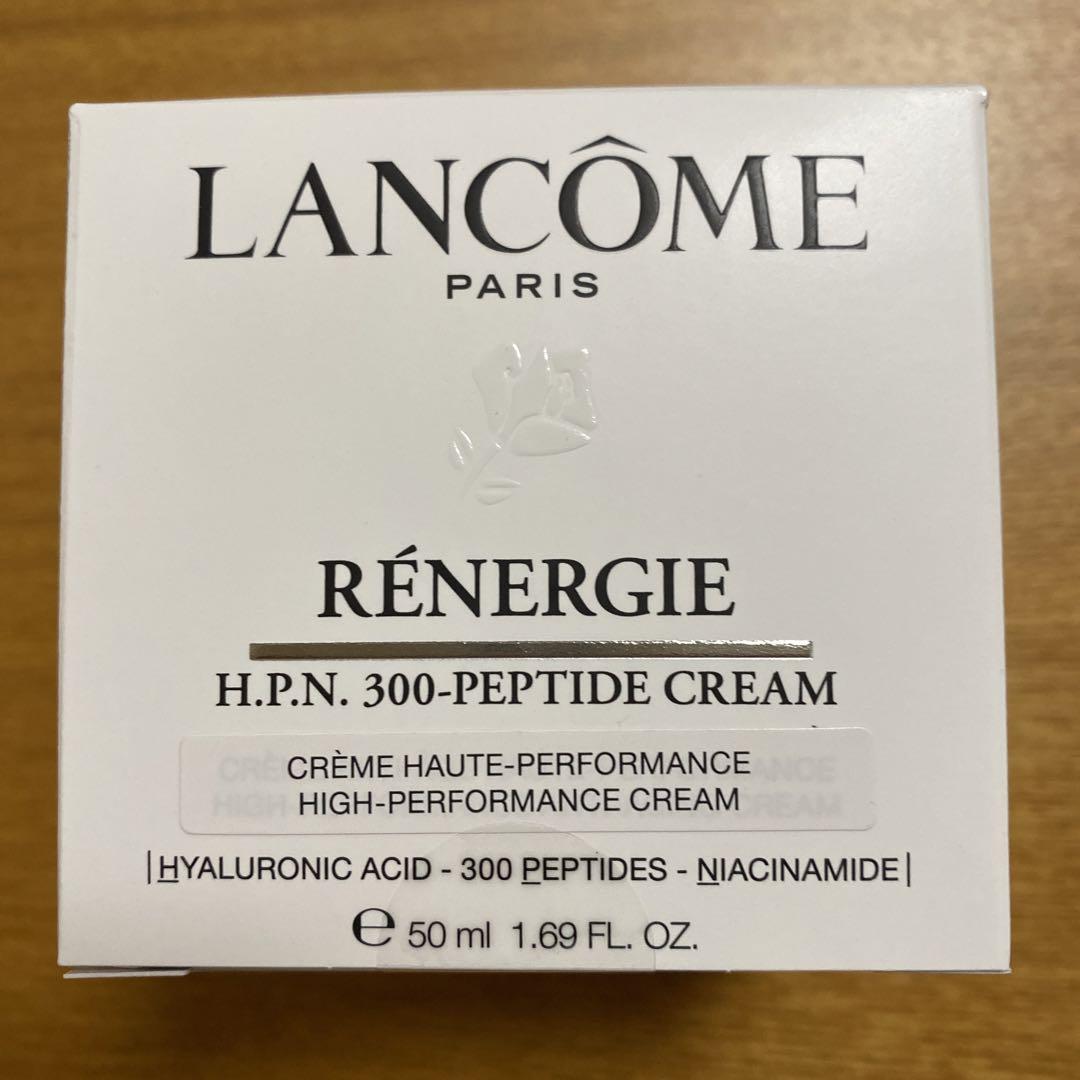 LANCÔME
PARIS
RÉNERGIE
H.P.N. 300-PEPTIDE CREAM
CRÈME HAUTE-PERFORMANCE
HIGH-PERFORMANCE CREAM
|HYALURONIC ACID - 300 PEPTIDES - NIACINAMIDE|
℮ 50 ml 1.69 FL. OZ.